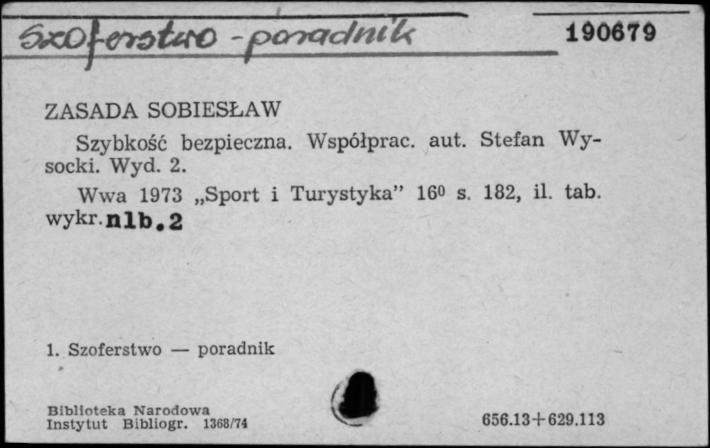 Szoferstwo - poradnik
190679
ZASADA SOBIESŁAW
Szybkość bezpieczna. Współprac. aut. Stefan Wy-
socki. Wyd. 2.
Wwa 1973 „Sport i Turystyka” 16⁰ s. 182, il. tab.
wykr. nlb. 2
1. Szoferstwo — poradnik
Biblioteka Narodowa
Instytut Bibliogr. 1368/74
656.13+629.113